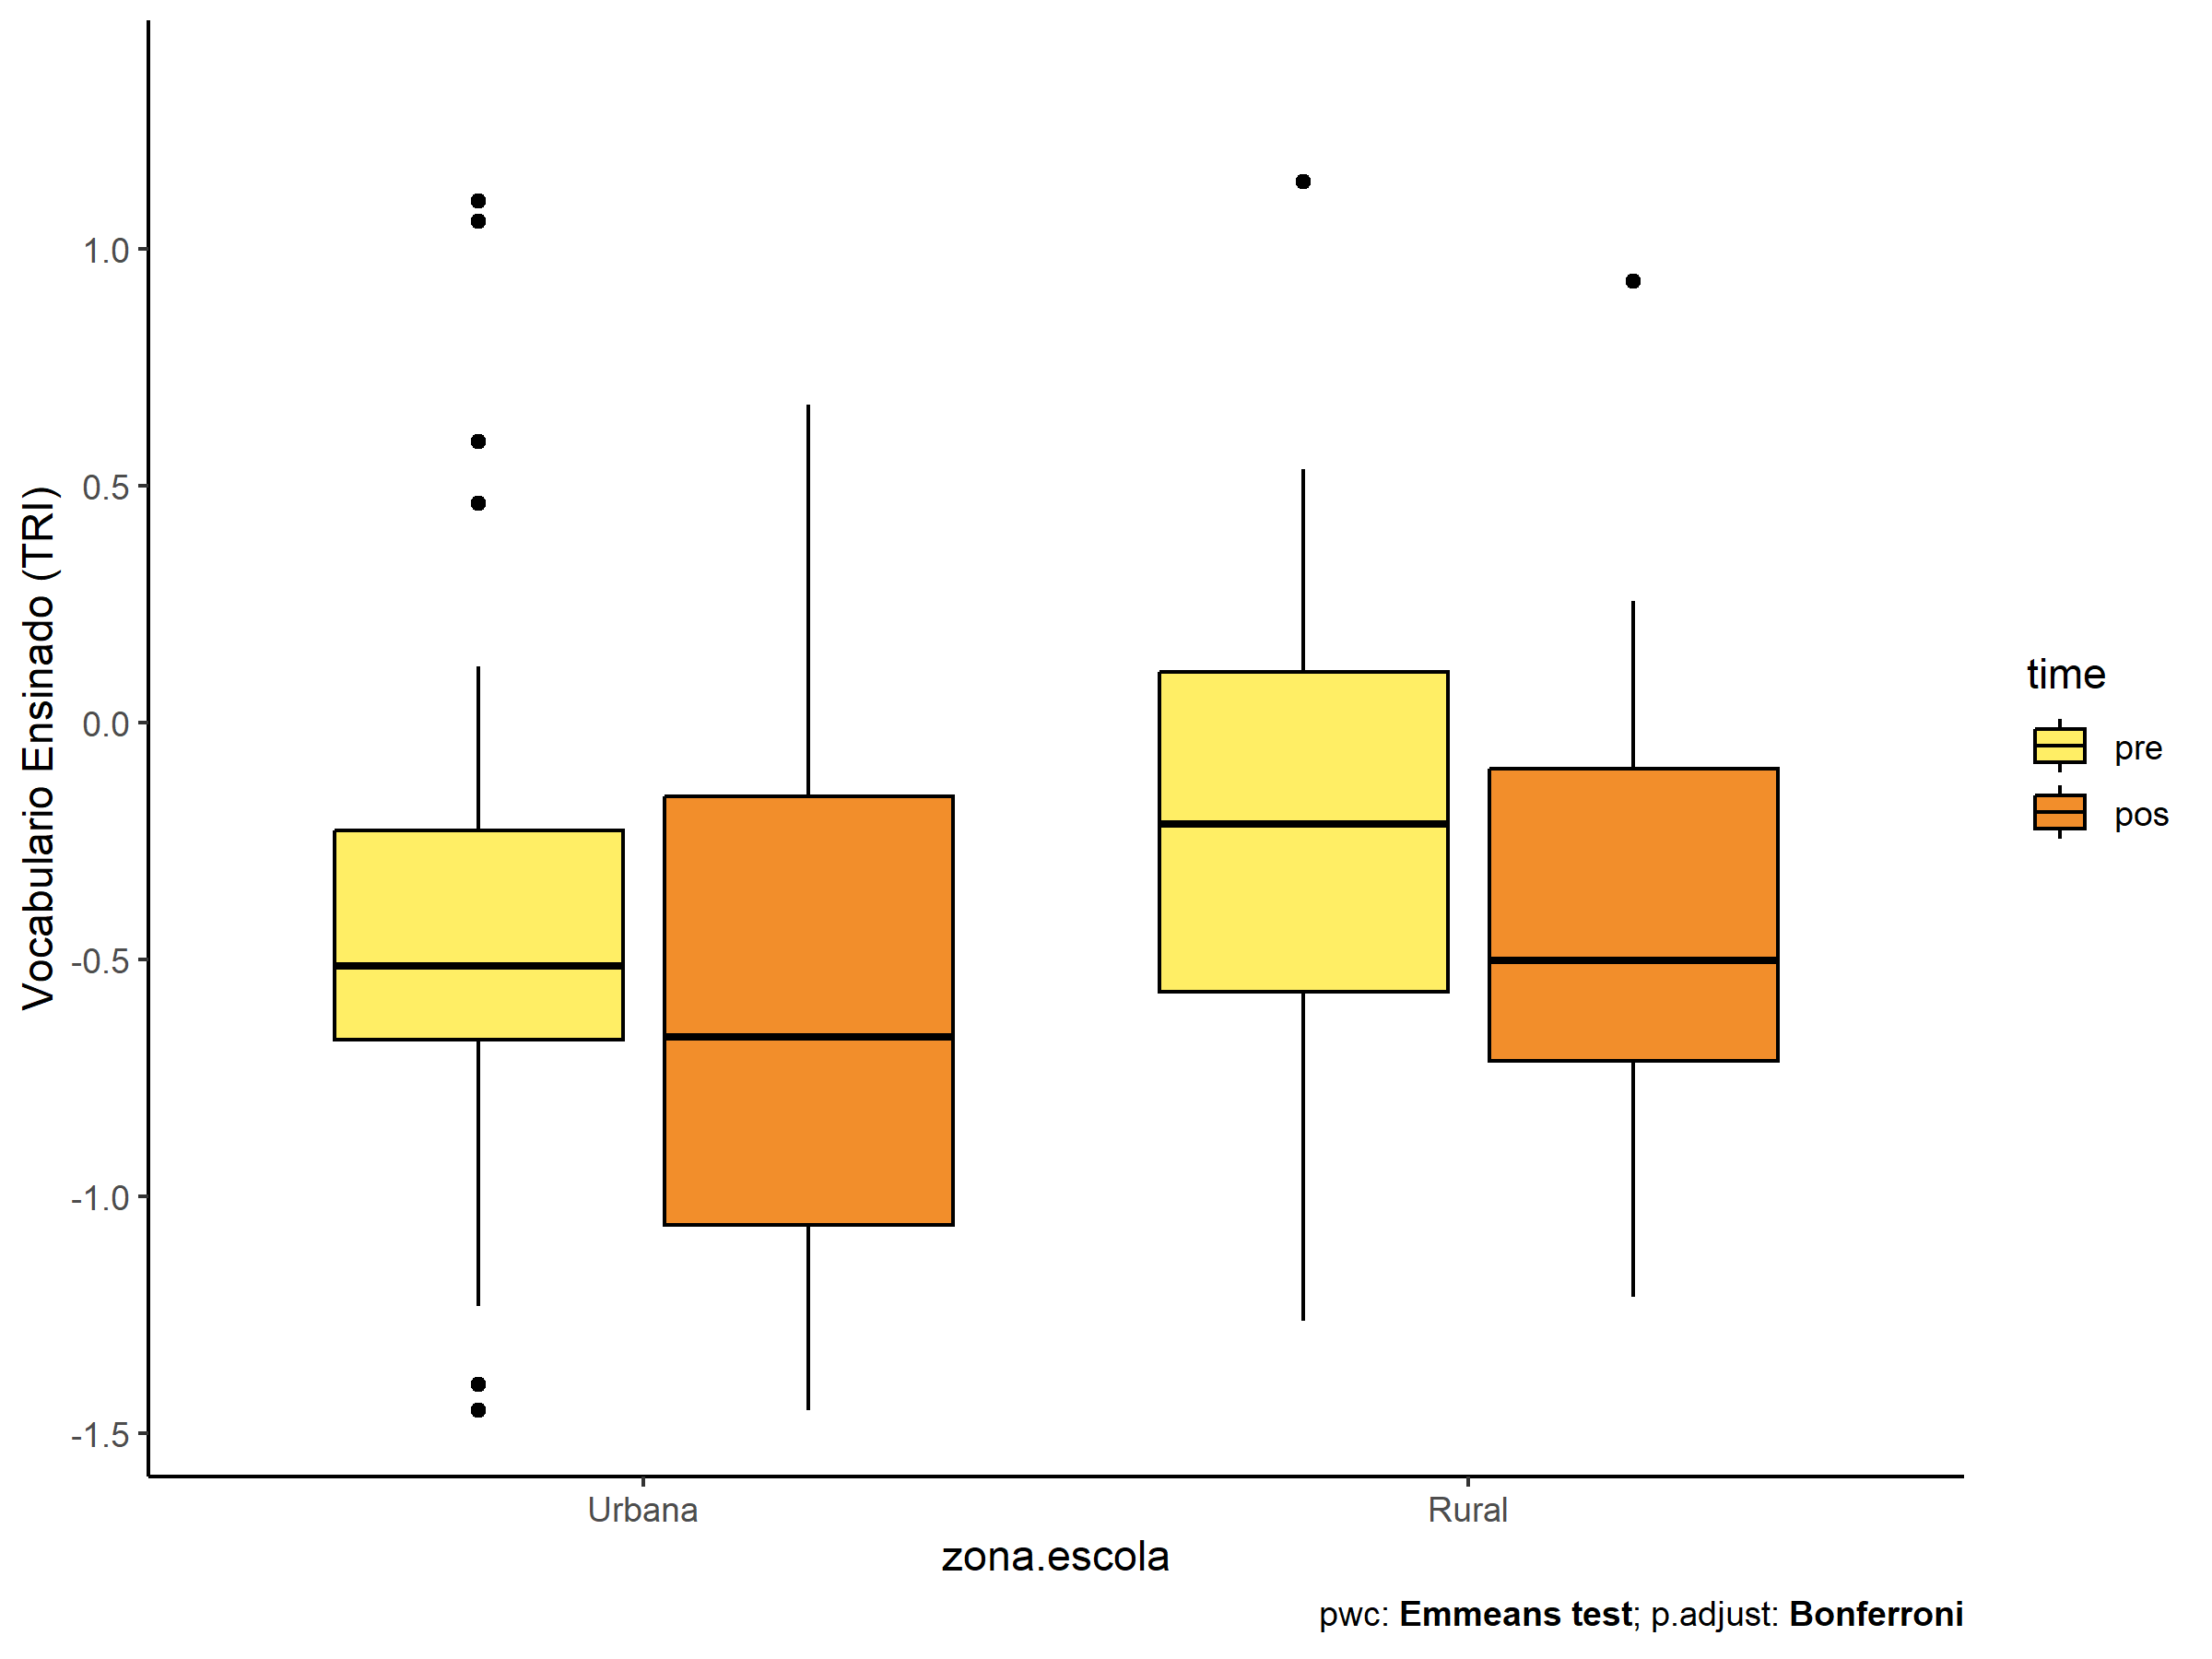 Vocabulario Ensinado (TRI)
1.0
0.5
0.0
-0.5
-1.0
-1.5
Urbana
Rural
zona.escola
time
pre
pos
pwc: Emmeans test; p.adjust: Bonferroni